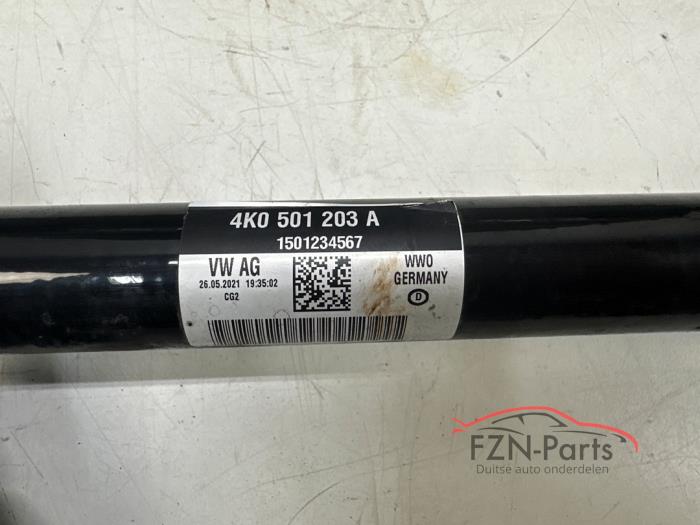 4K0 501 203 A
1501234567
VW AG
26.05.2021 19:35:02
CG2
WWO
GERMANY
D
FZN-Parts
Duitse auto onderdelen